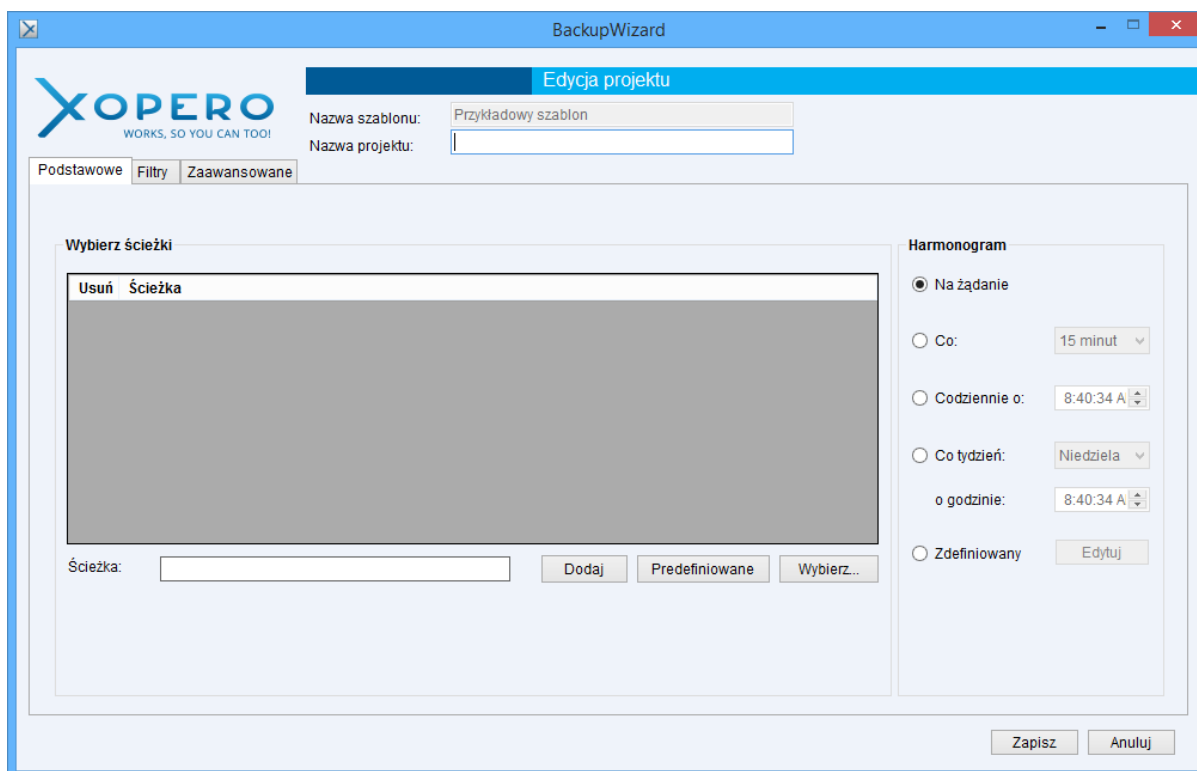 BackupWizard
XOPERO
WORKS, SO YOU CAN TOO!
Edycja projektu
Nazwa szablonu:
Przykładowy szablon
Nazwa projektu:
Podstawowe Filtry Zaawansowane
Wybierz ścieżki
Usuń Ścieżka
Ścieżka:
Dodaj Predefiniowane Wybierz...
Harmonogram
Na żądanie
Co: 15 minut
Codziennie o: 8:40:34 A
Co tydzień: Niedziela
o godzinie: 8:40:34 A
Zdefiniowany Edytuj
Zapisz Anuluj